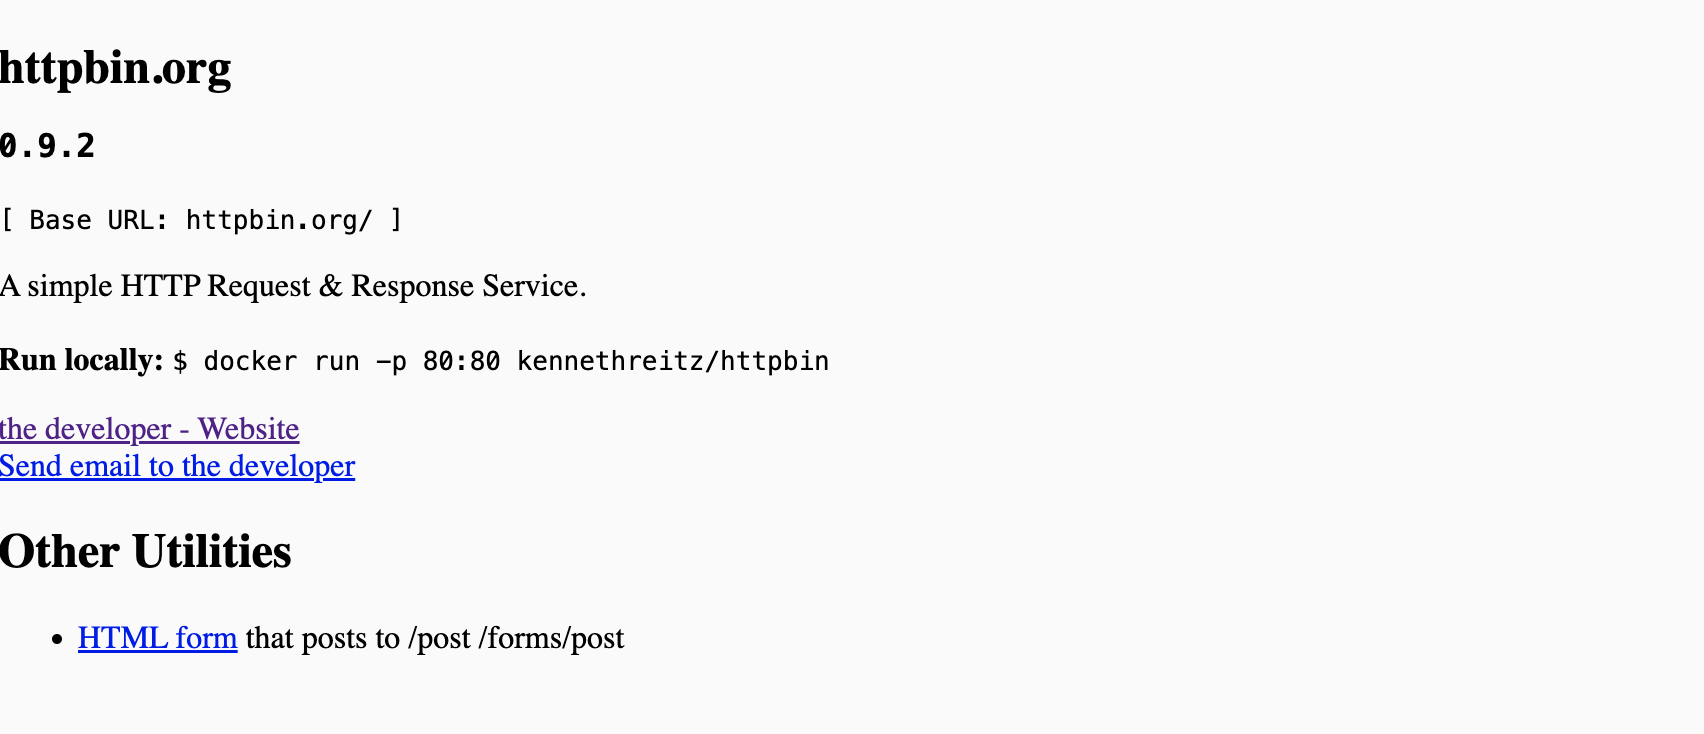 httpbin.org
0.9.2
[ Base URL: httpbin.org/ ]
A simple HTTP Request & Response Service.
Run locally: $ docker run -p 80:80 kennethreitz/httpbin
the developer - Website
Send email to the developer
Other Utilities
• HTML form that posts to /post /forms/post